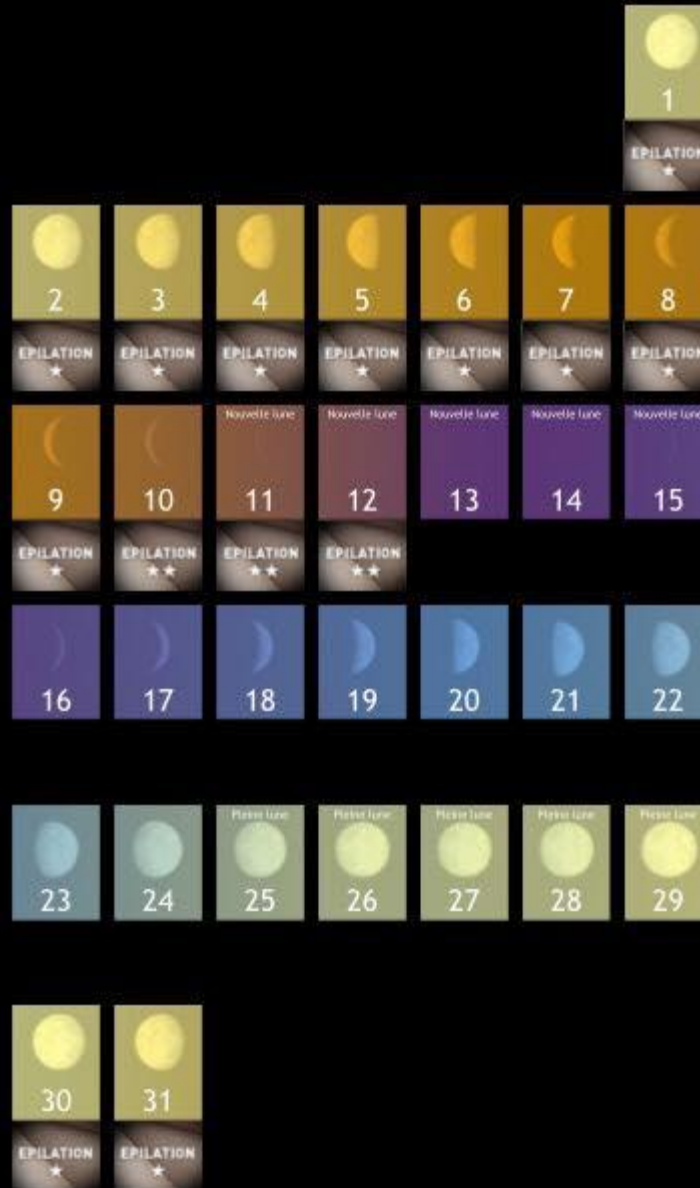 1
EPILATION
★
2 3 4 5 6 7 8
EPILATION EPILATION EPILATION EPILATION EPILATION EPILATION EPILATION
★ ★ ★ ★ ★ ★ ★
Nouvelle lune Nouvelle lune Nouvelle lune Nouvelle lune Nouvelle lune
9 10 11 12 13 14 15
EPILATION EPILATION EPILATION EPILATION
★ ★★ ★★ ★★
16 17 18 19 20 21 22
Pleine lune Pleine lune Pleine lune Pleine lune Pleine lune
23 24 25 26 27 28 29
30 31
EPILATION EPILATION
★ ★